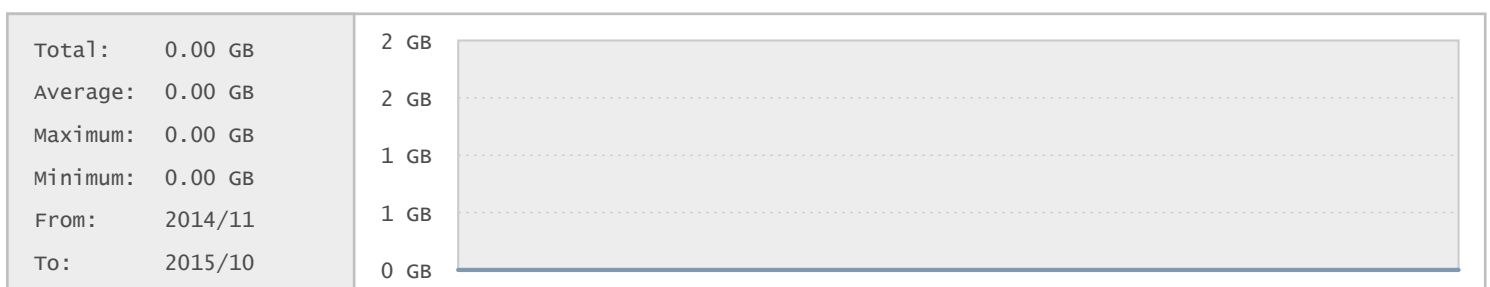 Total: 0.00 GB
Average: 0.00 GB
Maximum: 0.00 GB
Minimum: 0.00 GB
From: 2014/11
To: 2015/10
2 GB
2 GB
1 GB
1 GB
0 GB